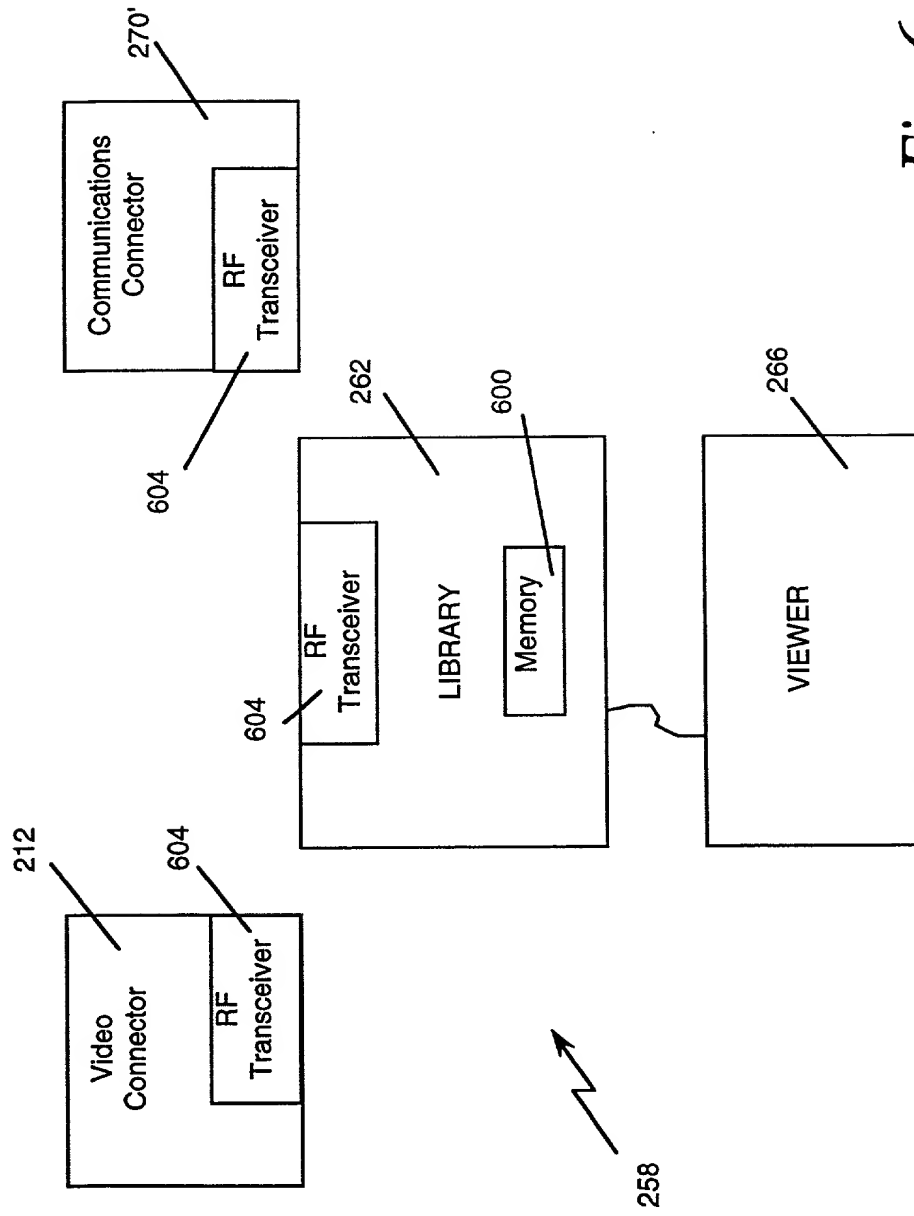 212
Video
Connector
604
RF
Transceiver
270'
Communications
Connector
RF
Transceiver
604
262
604
RF
Transceiver
LIBRARY
600
Memory
266
VIEWER
258